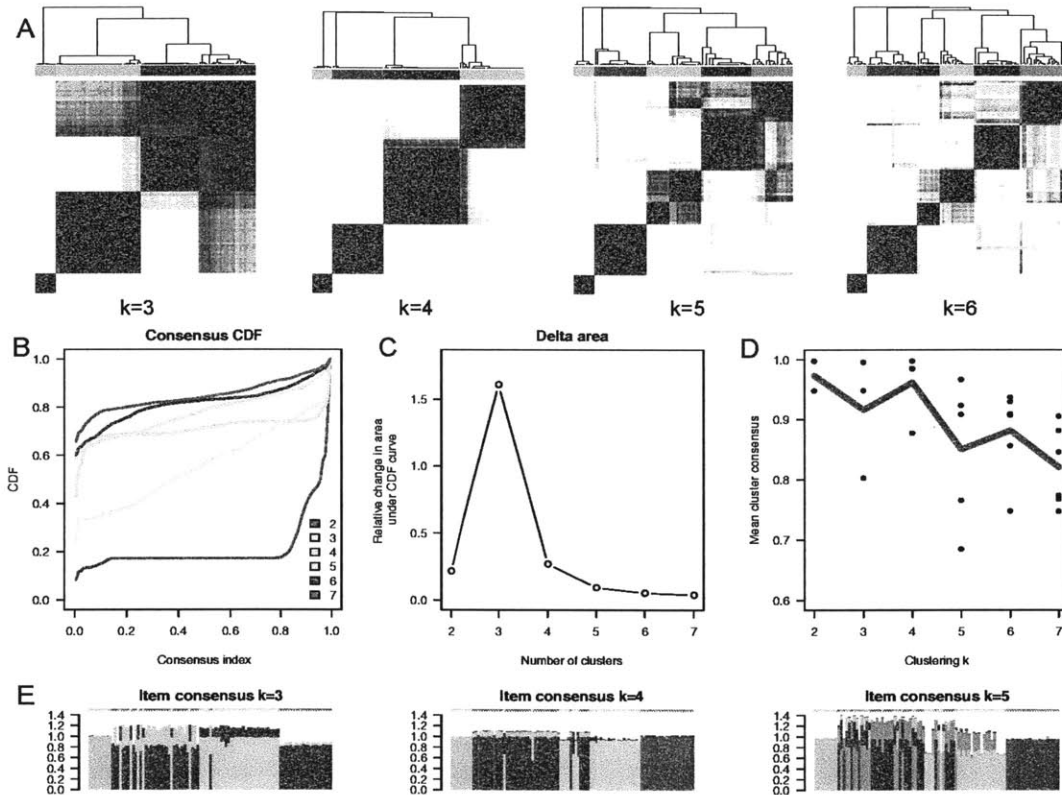 A
k=3
k=4
k=5
k=6
B
Consensus CDF
1.0
0.8
0.6
0.4
0.2
0.0
CDF
0.0 0.2 0.4 0.6 0.8 1.0
Consensus index
2
3
4
5
6
7
C
Delta area
1.5
1.0
0.5
0.0
Relative change in area
under CDF curve
2 3 4 5 6 7
Number of clusters
D
1.0
0.9
0.8
0.7
0.6
Mean cluster consensus
2 3 4 5 6 7
Clustering k
E
Item consensus k=3
1.4
1.2
1.0
0.8
0.6
0.4
0.2
0.0
Item consensus k=4
1.4
1.2
1.0
0.8
0.6
0.4
0.2
0.0
Item consensus k=5
1.4
1.2
1.0
0.8
0.6
0.4
0.2
0.0